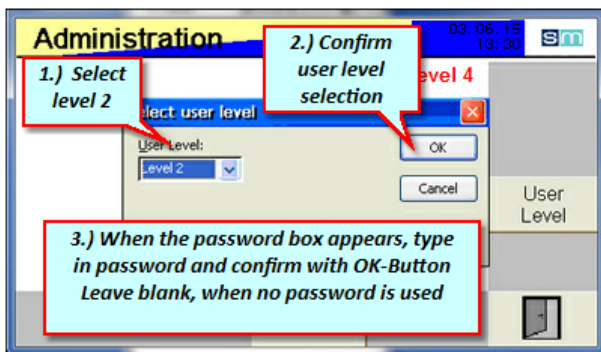 Administration
03.06.15
13:30
sm
1.) Select
level 2
2.) Confirm
user level
selection
evel 4
elect user level
User Level:
Level 2
OK
Cancel
User
Level
3.) When the password box appears, type
in password and confirm with OK-Button
Leave blank, when no password is used